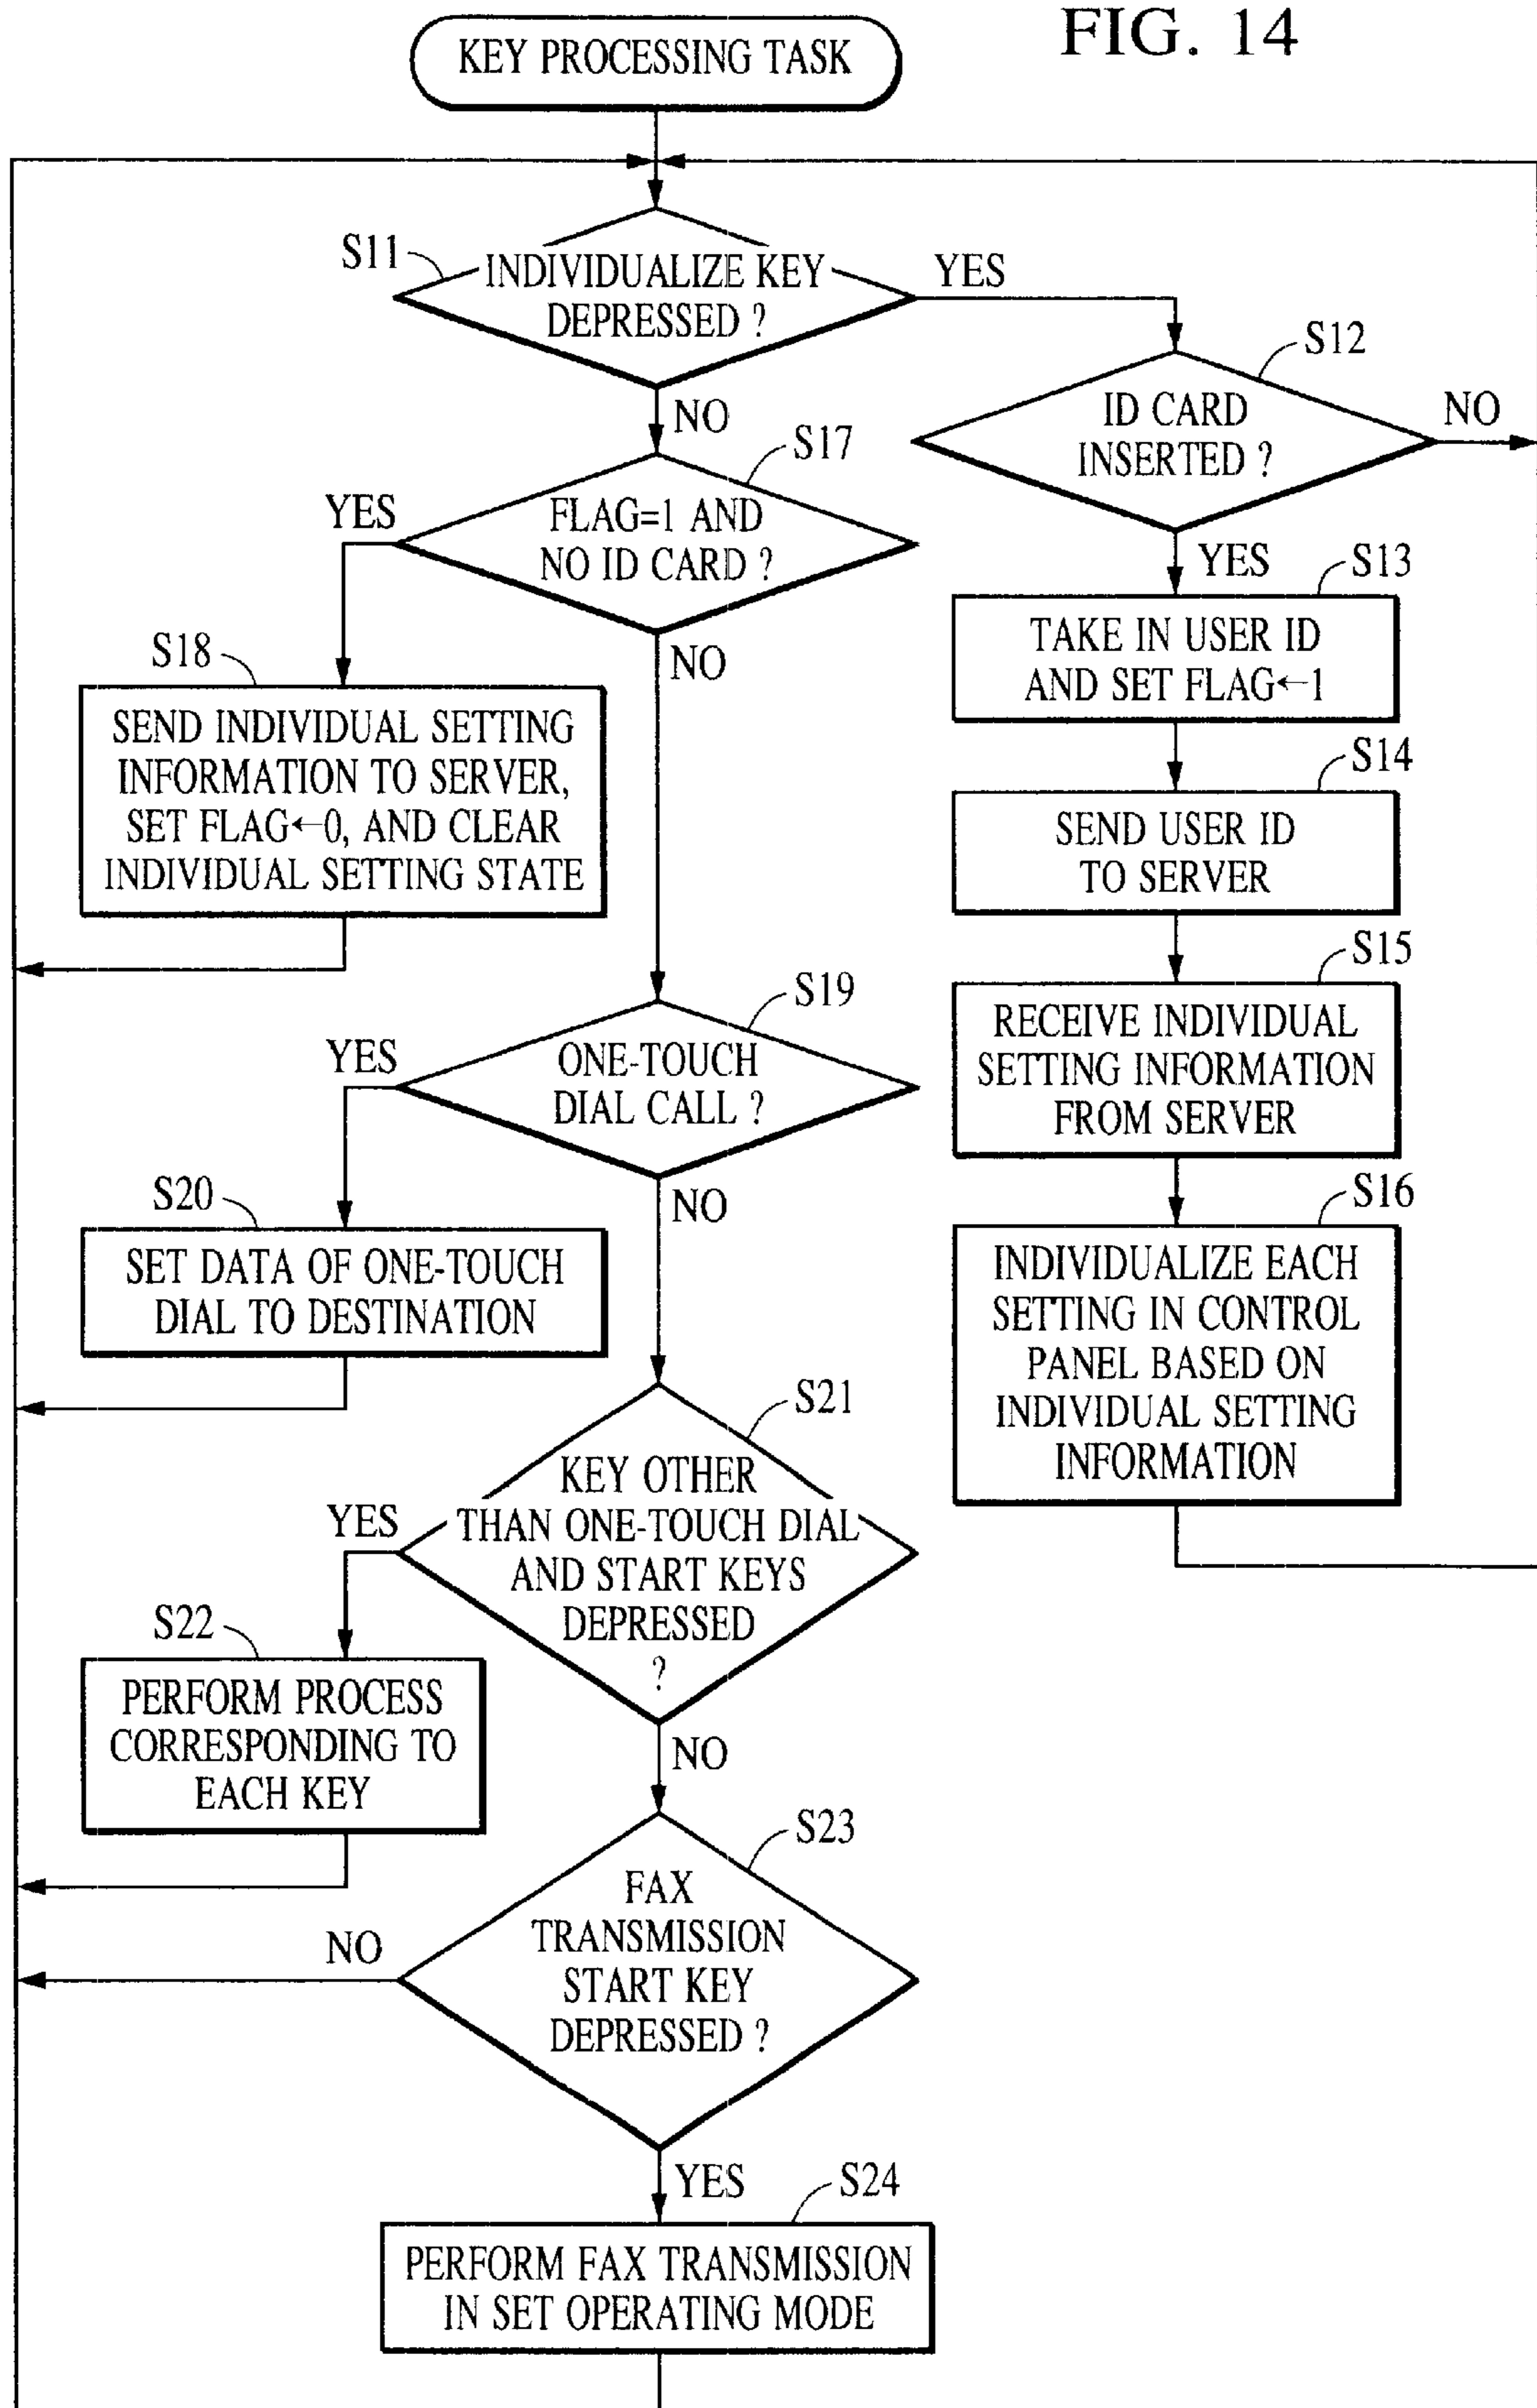 FIG. 14
KEY PROCESSING TASK
S11
INDIVIDUALIZE KEY
DEPRESSED ?
YES
NO
S12
ID CARD
INSERTED ?
NO
YES
S13
TAKE IN USER ID
AND SET FLAG←1
S14
SEND USER ID
TO SERVER
S15
RECEIVE INDIVIDUAL
SETTING INFORMATION
FROM SERVER
S16
INDIVIDUALIZE EACH
SETTING IN CONTROL
PANEL BASED ON
INDIVIDUAL SETTING
INFORMATION
S17
FLAG=1 AND
NO ID CARD ?
YES
NO
S18
SEND INDIVIDUAL SETTING
INFORMATION TO SERVER,
SET FLAG←0, AND CLEAR
INDIVIDUAL SETTING STATE
S19
ONE-TOUCH
DIAL CALL ?
YES
NO
S20
SET DATA OF ONE-TOUCH
DIAL TO DESTINATION
S21
KEY OTHER
THAN ONE-TOUCH DIAL
AND START KEYS
DEPRESSED
?
YES
NO
S22
PERFORM PROCESS
CORRESPONDING TO
EACH KEY
S23
FAX
TRANSMISSION
START KEY
DEPRESSED ?
NO
YES
S24
PERFORM FAX TRANSMISSION
IN SET OPERATING MODE